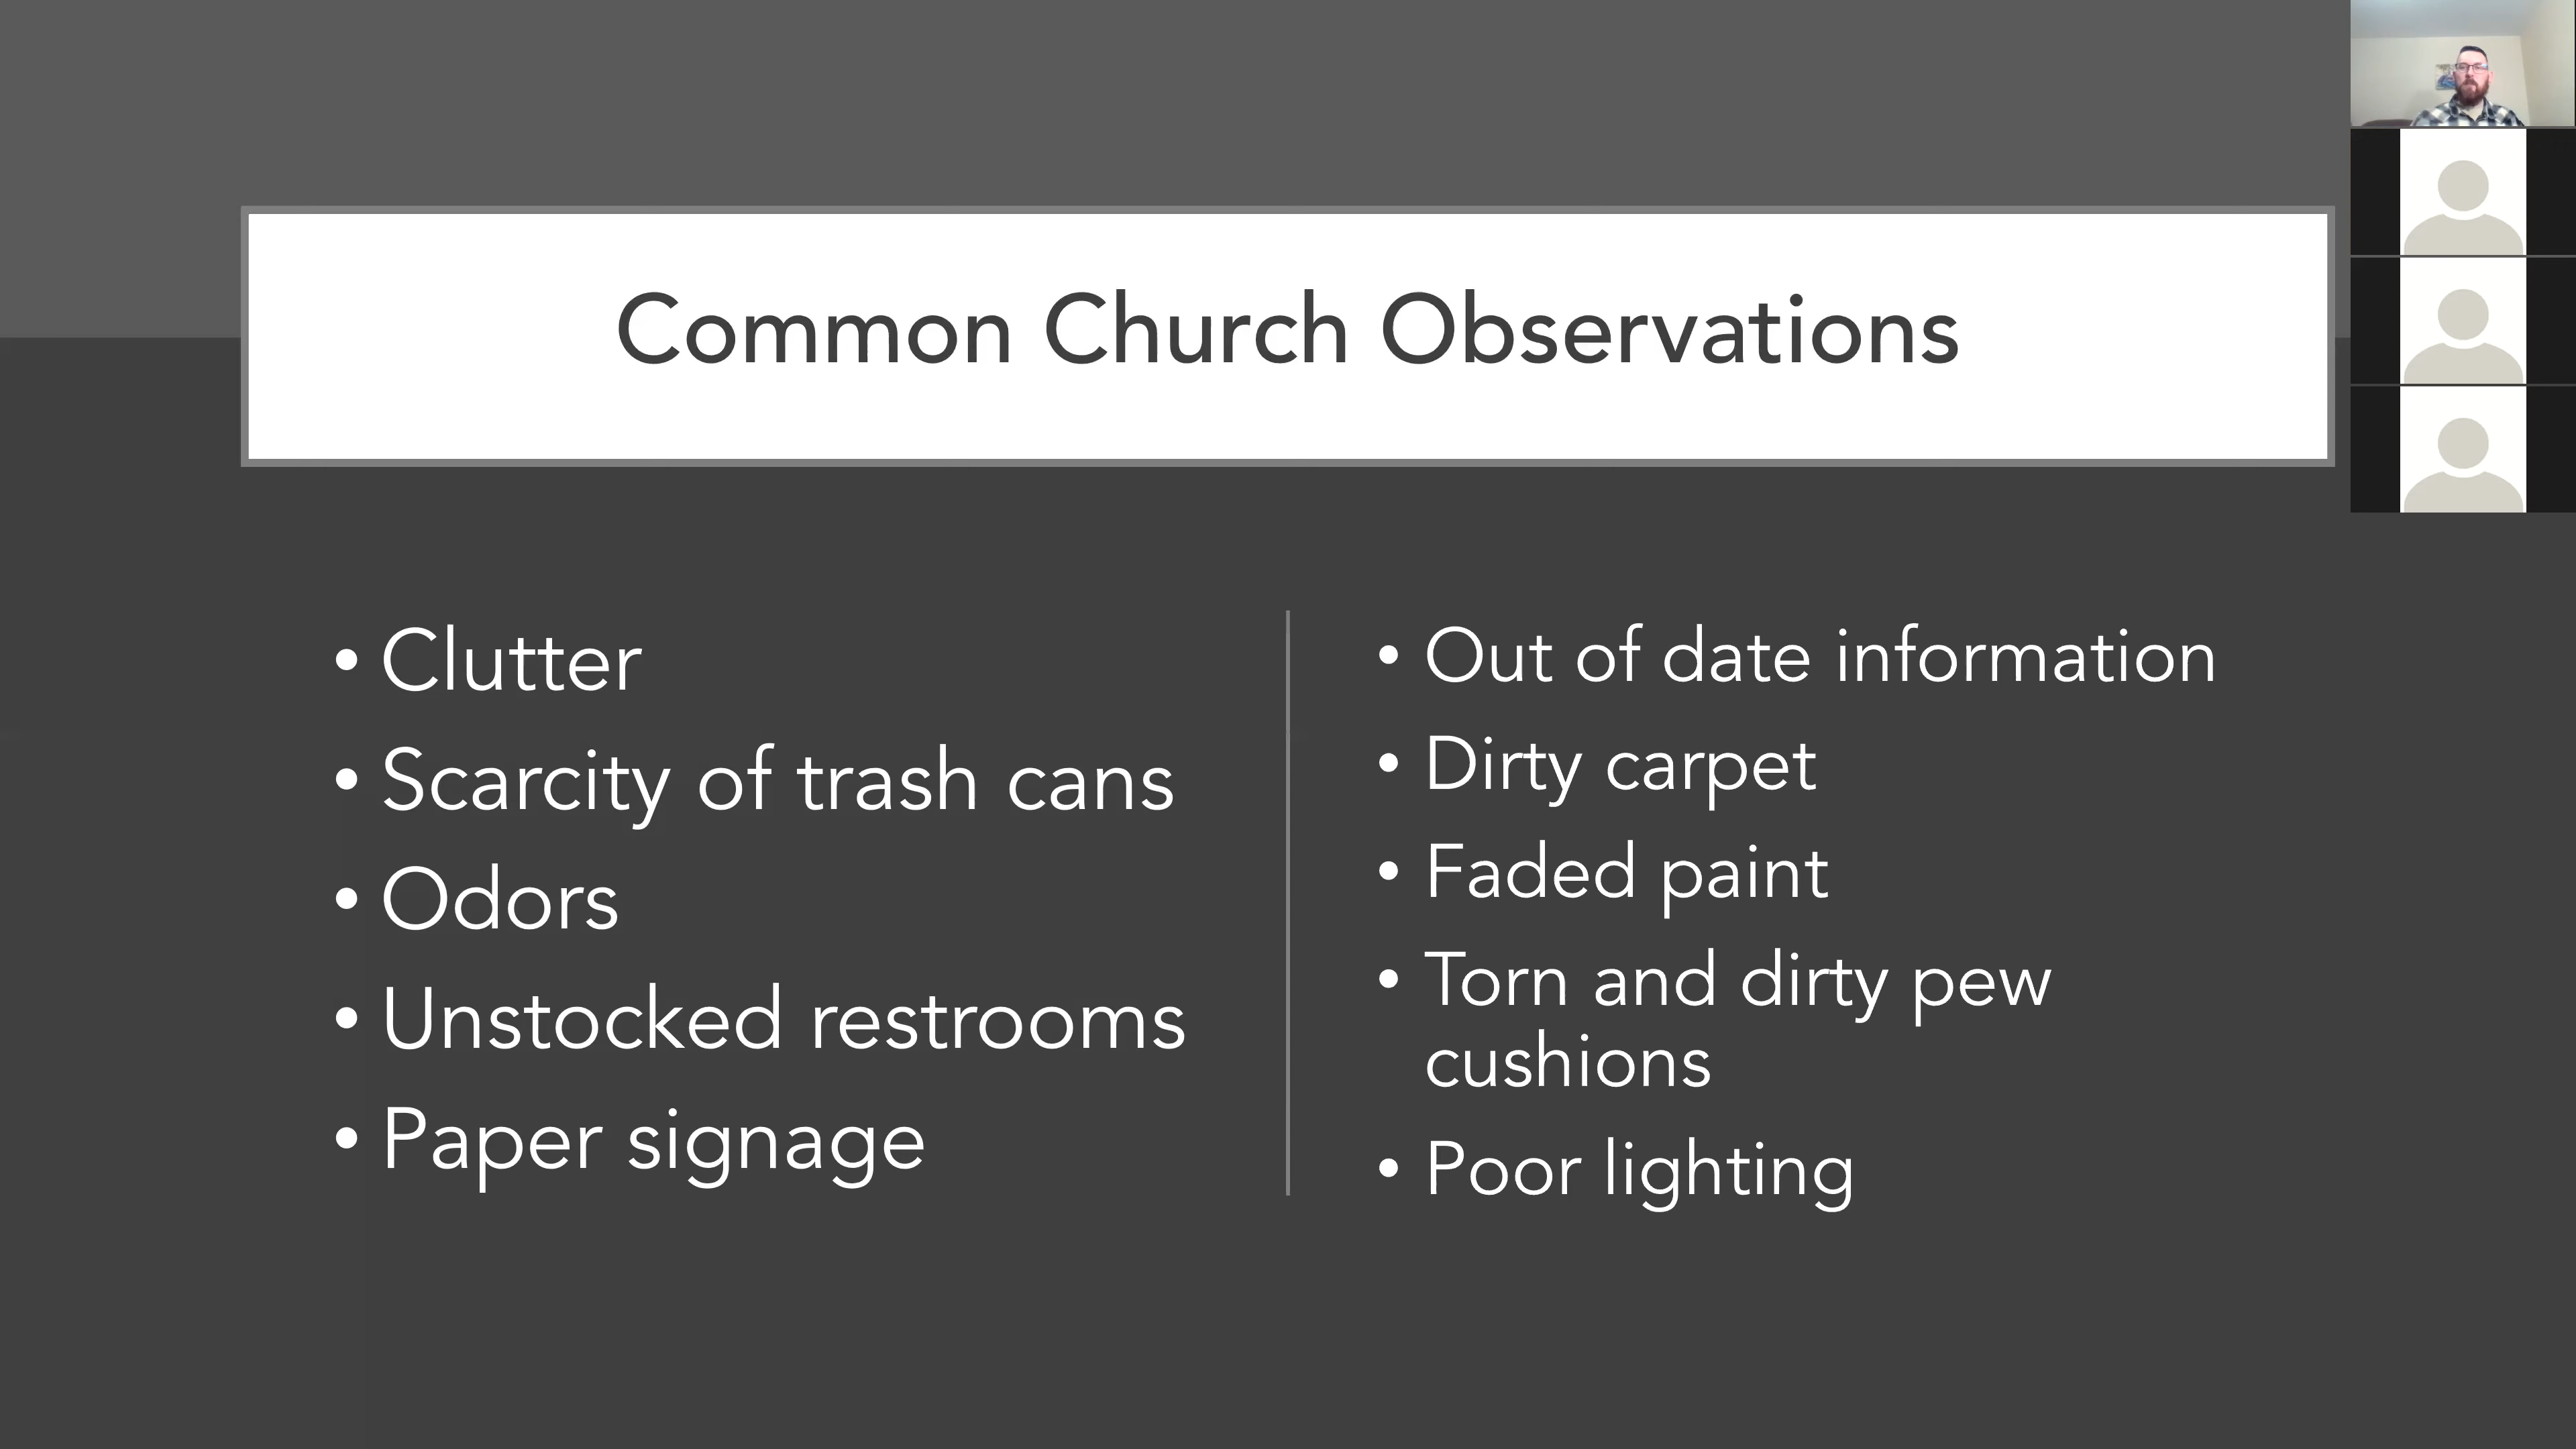 Common Church Observations
• Clutter
• Scarcity of trash cans
• Odors
• Unstocked restrooms
• Paper signage
• Out of date information
• Dirty carpet
• Faded paint
• Torn and dirty pew
cushions
• Poor lighting